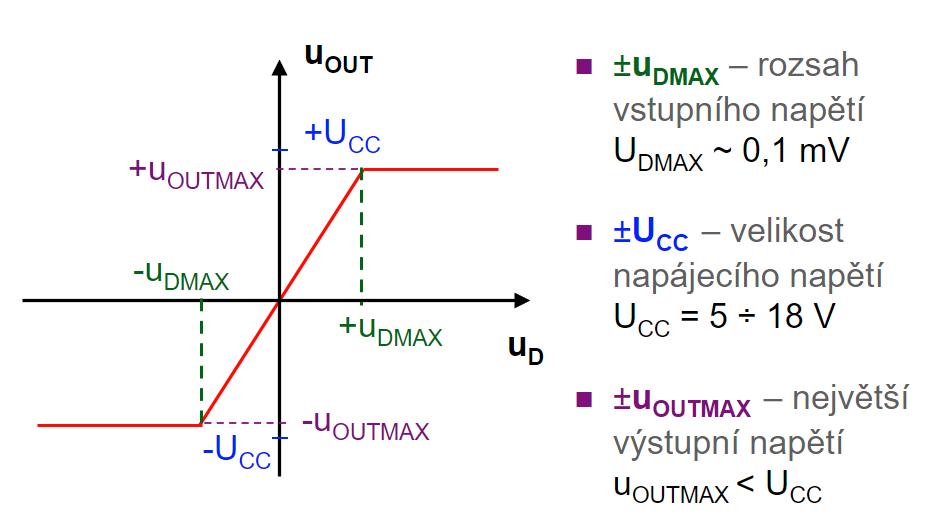 uOUT
+UCC
+uOUTMAX
-uDMAX
+uDMAX
uD
-uOUTMAX
-UCC
■ ±uDMAX – rozsah
vstupního napětí
UDMAX ~ 0,1 mV
■ ±UCC – velikost
napájecího napětí
UCC = 5 ÷ 18 V
■ ±uOUTMAX – největší
výstupní napětí
uOUTMAX < UCC